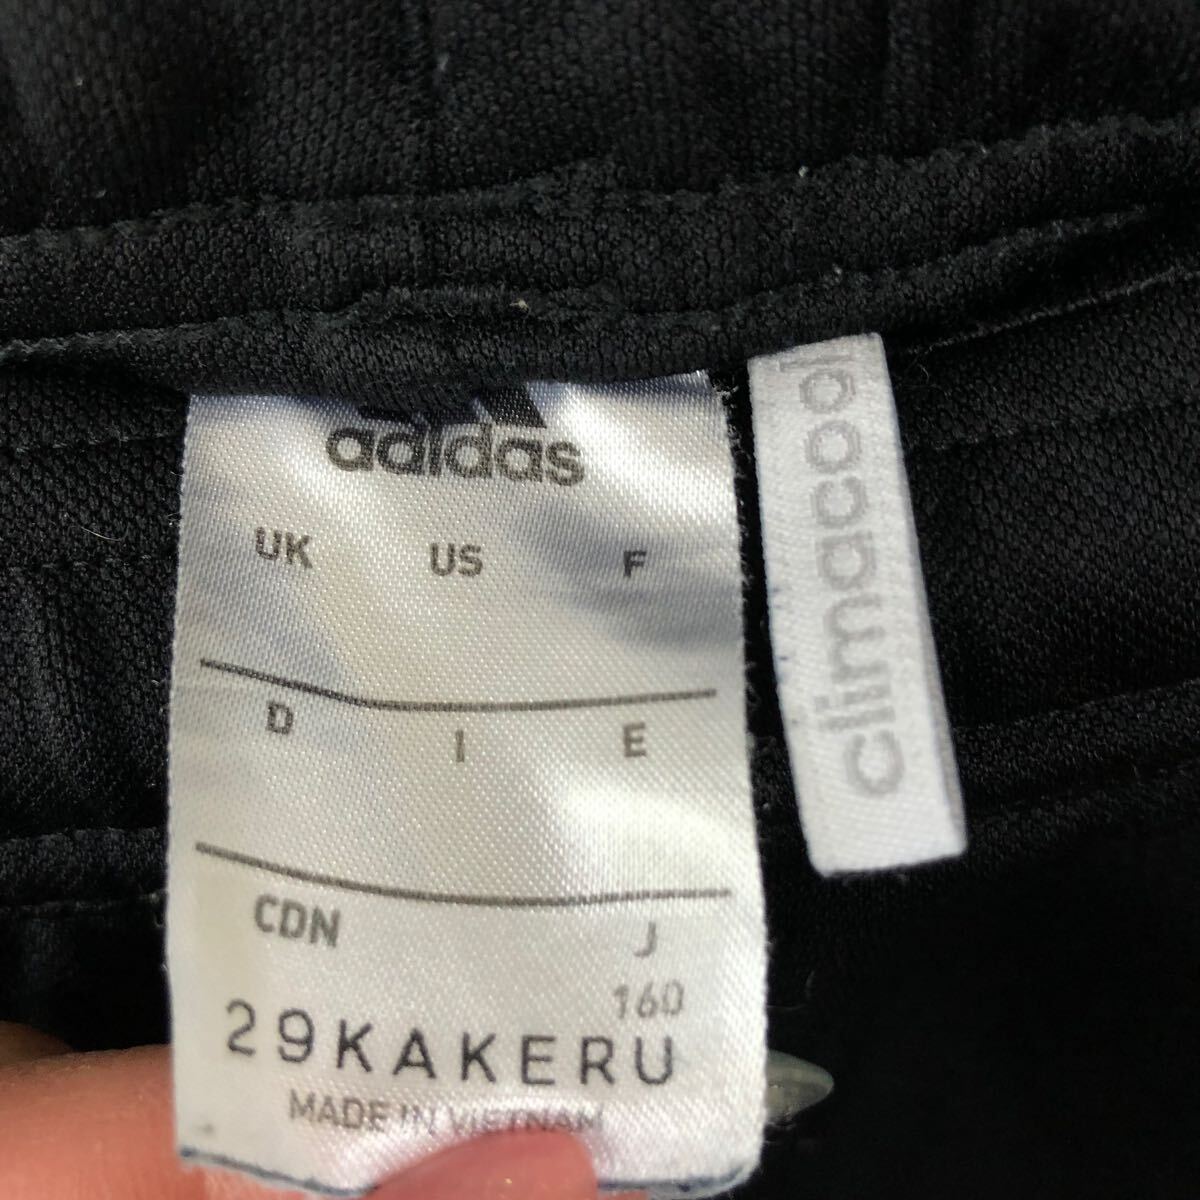 adidas
UK US F
D I E
CDN J
160
29KAKERU
MADE IN VIETNAM
climacool